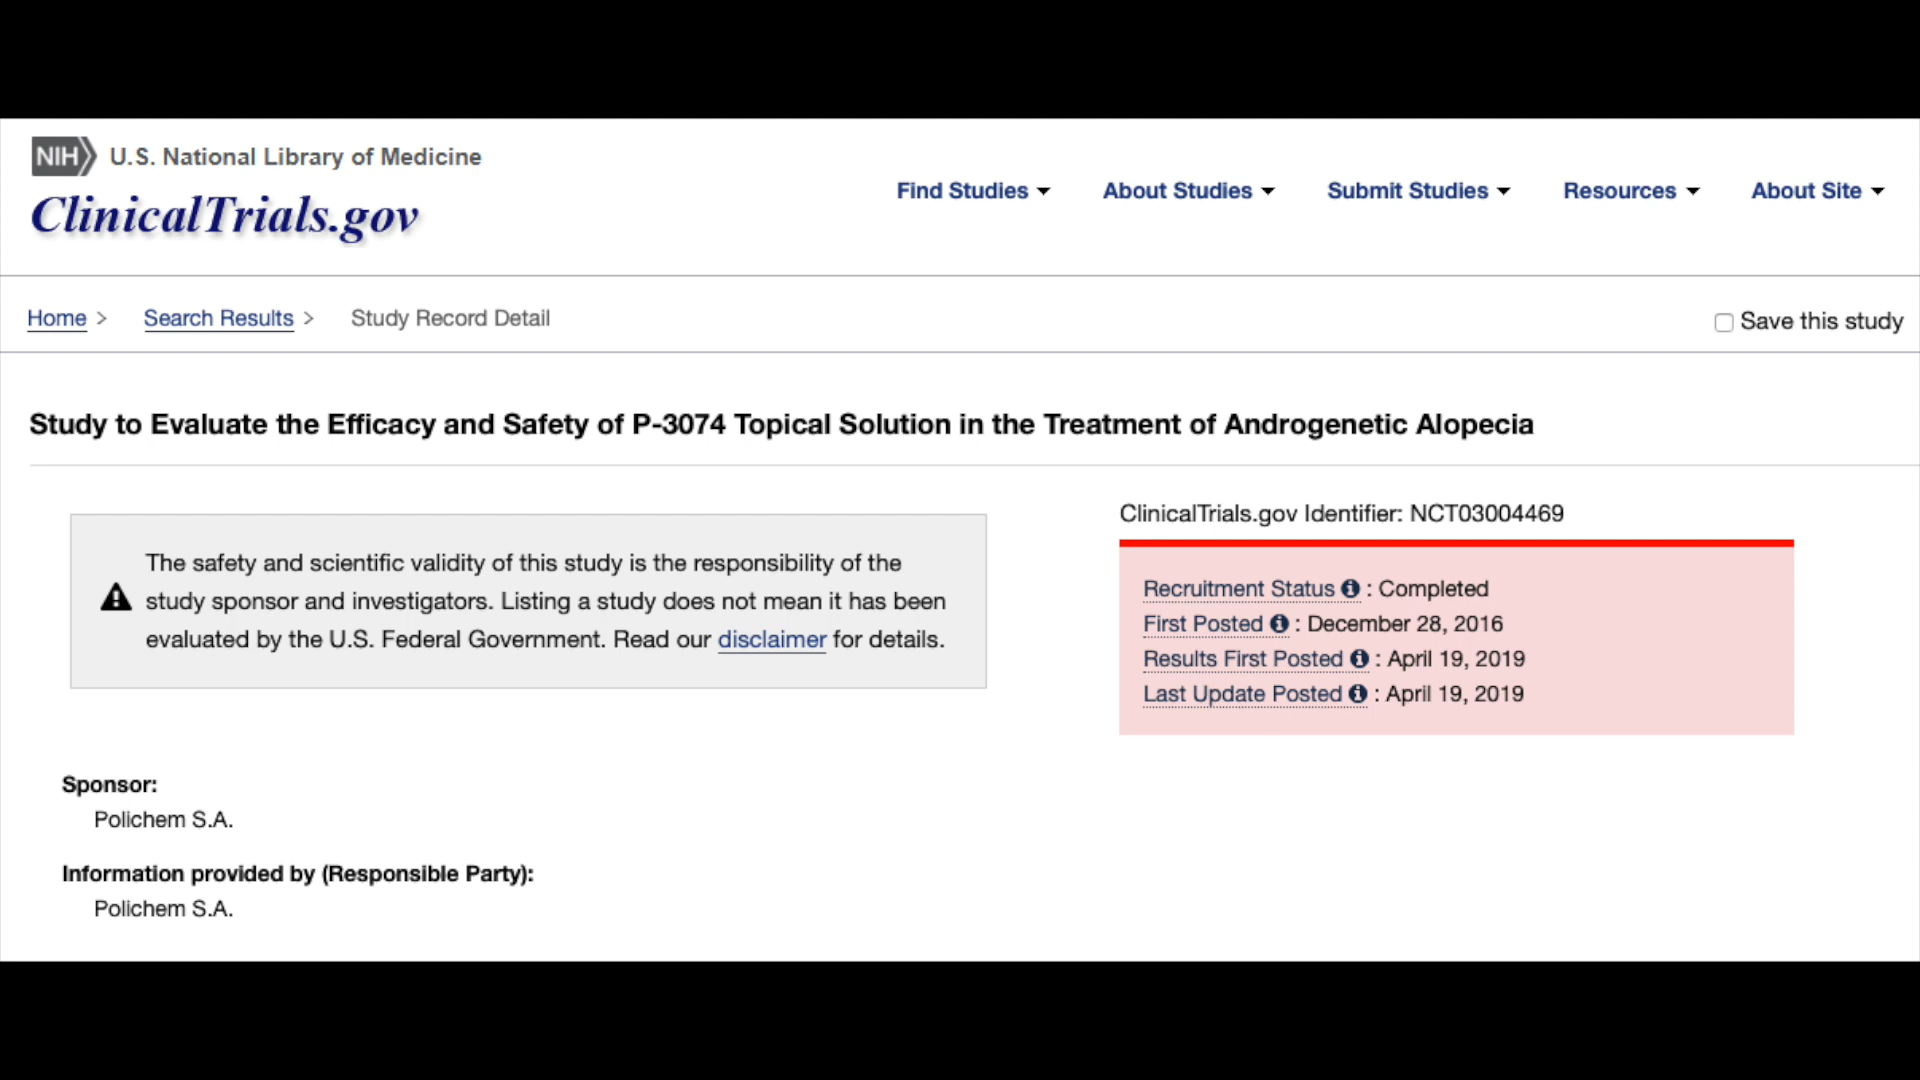 NIH U.S. National Library of Medicine
ClinicalTrials.gov
Find Studies About Studies Submit Studies Resources About Site
Home > Search Results > Study Record Detail
Save this study
Study to Evaluate the Efficacy and Safety of P-3074 Topical Solution in the Treatment of Androgenetic Alopecia
The safety and scientific validity of this study is the responsibility of the
study sponsor and investigators. Listing a study does not mean it has been
evaluated by the U.S. Federal Government. Read our disclaimer for details.
ClinicalTrials.gov Identifier: NCT03004469
Recruitment Status : Completed
First Posted : December 28, 2016
Results First Posted : April 19, 2019
Last Update Posted : April 19, 2019
Sponsor:
Polichem S.A.
Information provided by (Responsible Party):
Polichem S.A.